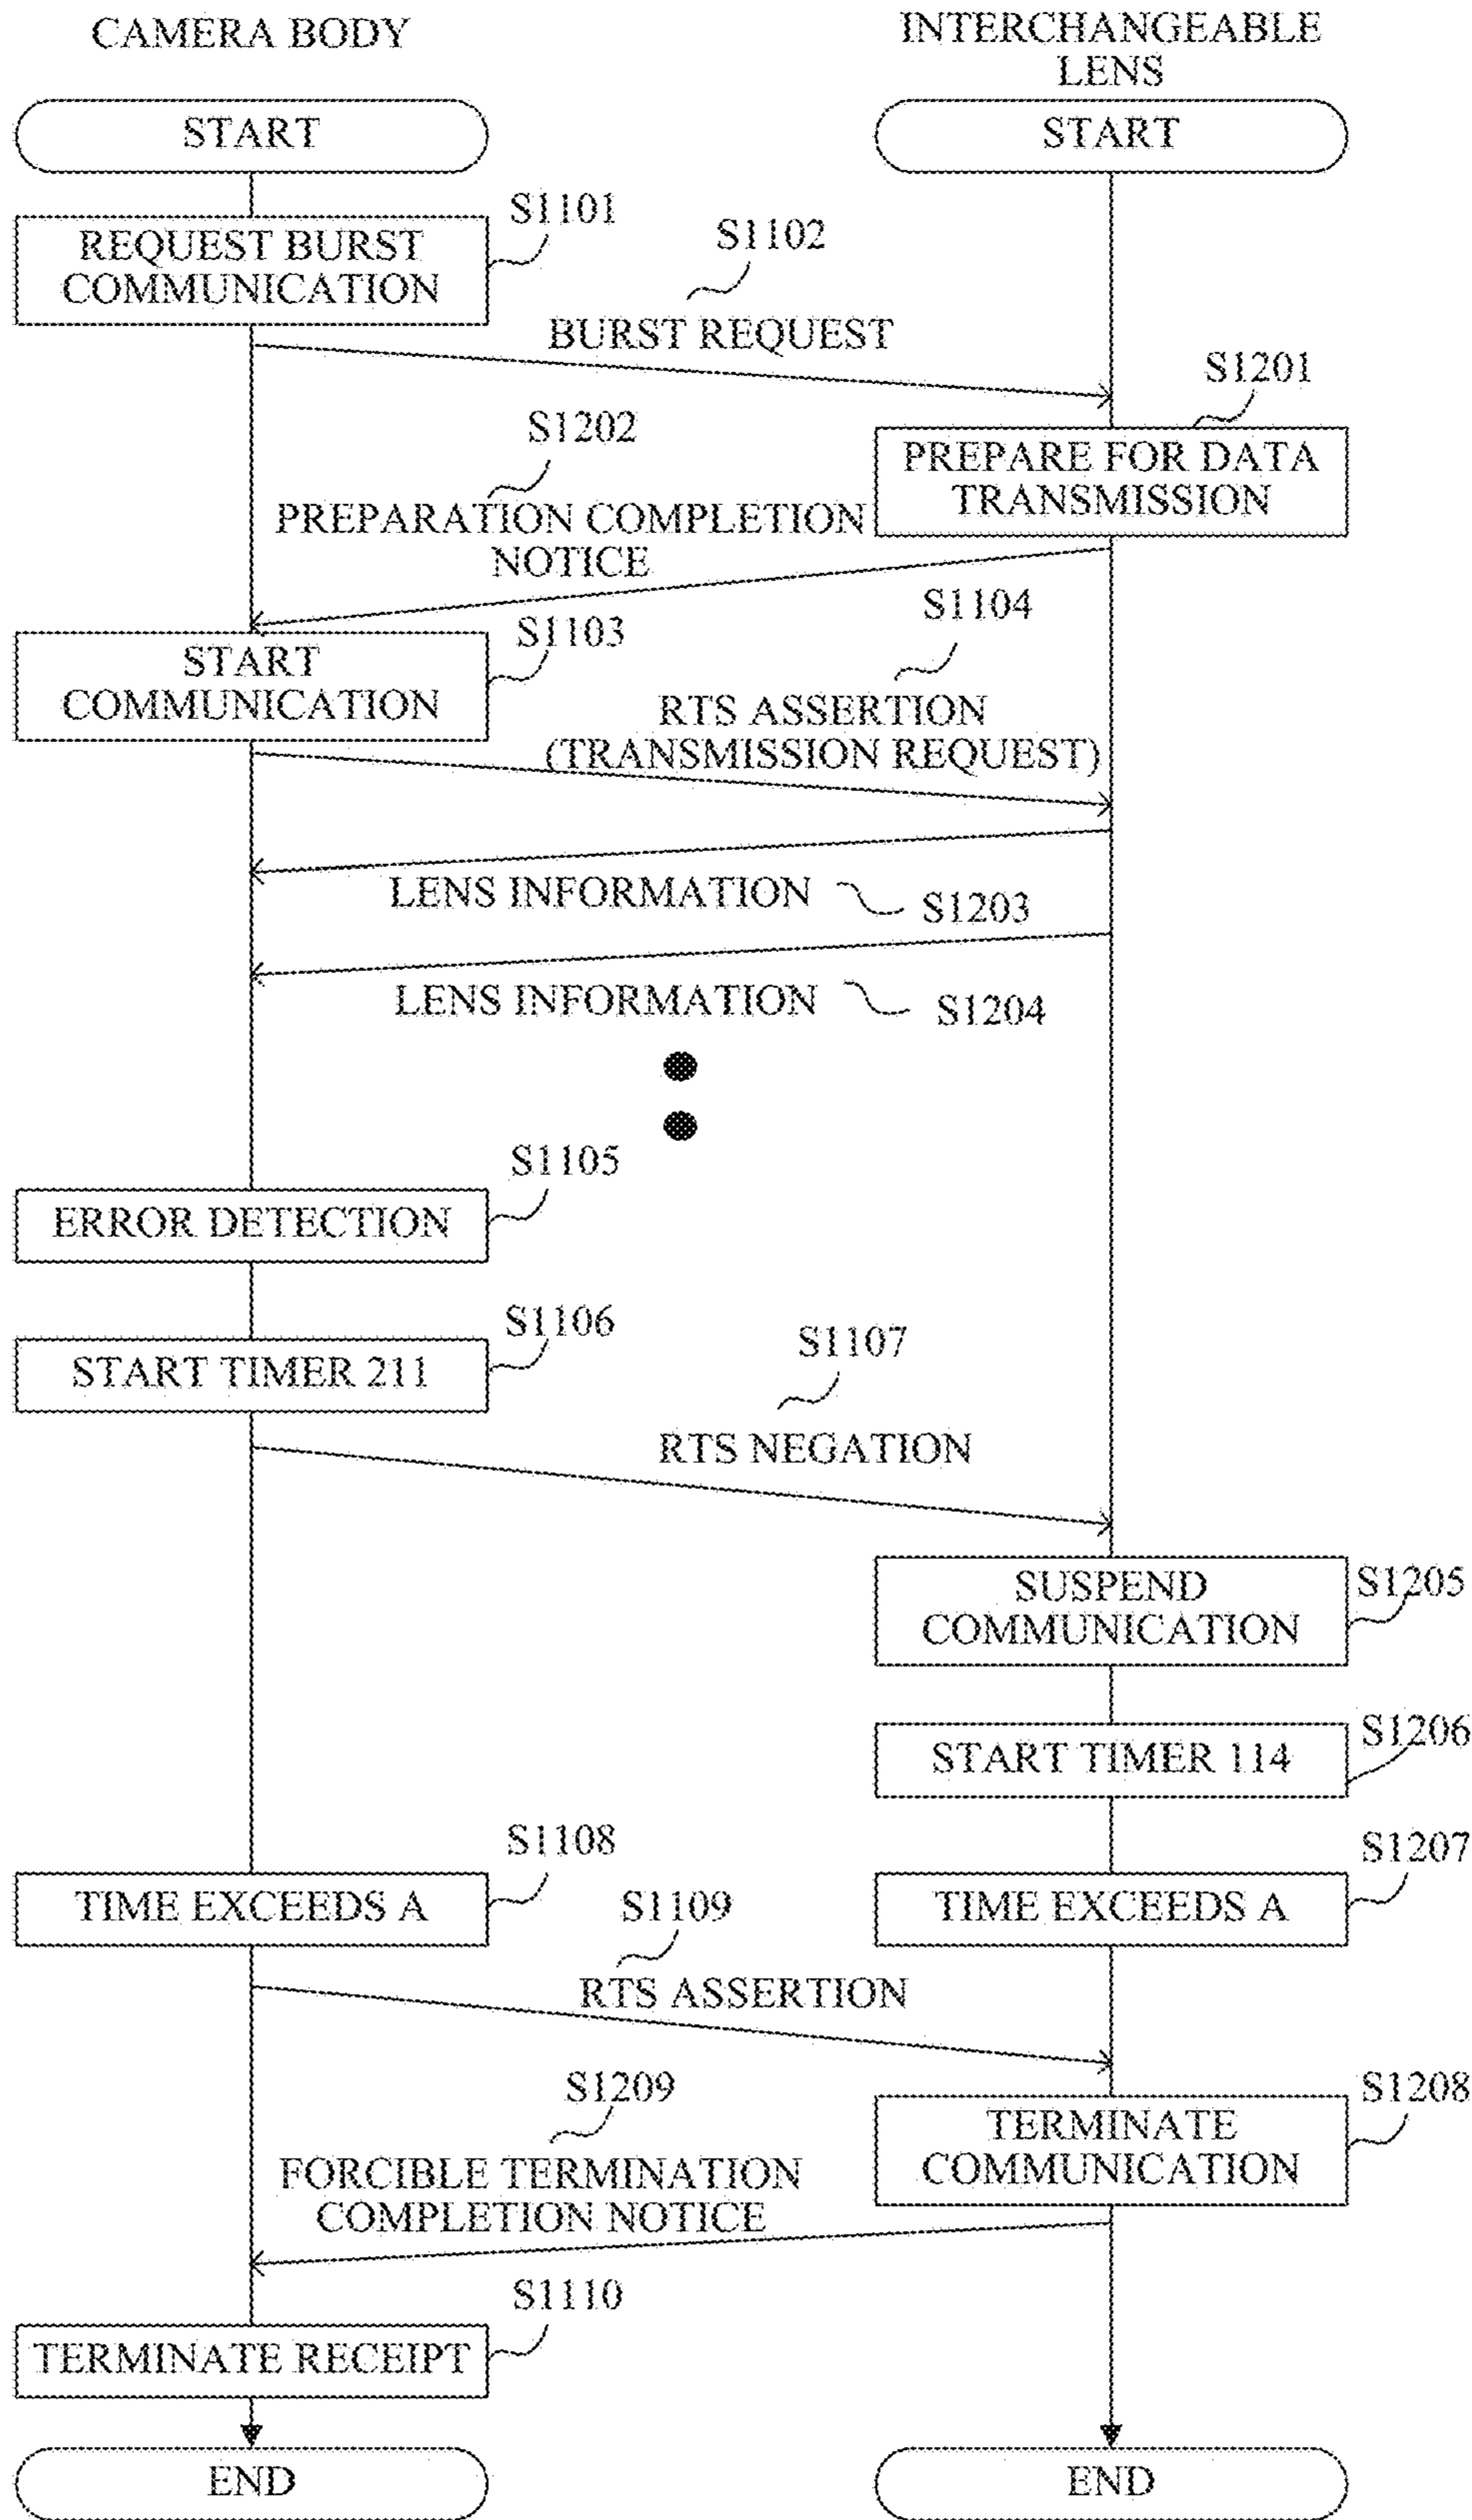 CAMERA BODY
INTERCHANGEABLE
LENS
START
START
S1101
REQUEST BURST
COMMUNICATION
S1102
BURST REQUEST
S1201
PREPARE FOR DATA
TRANSMISSION
S1202
PREPARATION COMPLETION
NOTICE
S1103
START
COMMUNICATION
S1104
RTS ASSERTION
(TRANSMISSION REQUEST)
LENS INFORMATION
S1203
LENS INFORMATION
S1204
S1105
ERROR DETECTION
S1106
START TIMER 211
S1107
RTS NEGATION
SUSPEND
COMMUNICATION
S1205
START TIMER 114
S1206
S1108
TIME EXCEEDS A
S1207
TIME EXCEEDS A
S1109
RTS ASSERTION
S1208
TERMINATE
COMMUNICATION
S1209
FORCIBLE TERMINATION
COMPLETION NOTICE
S1110
TERMINATE RECEIPT
END
END